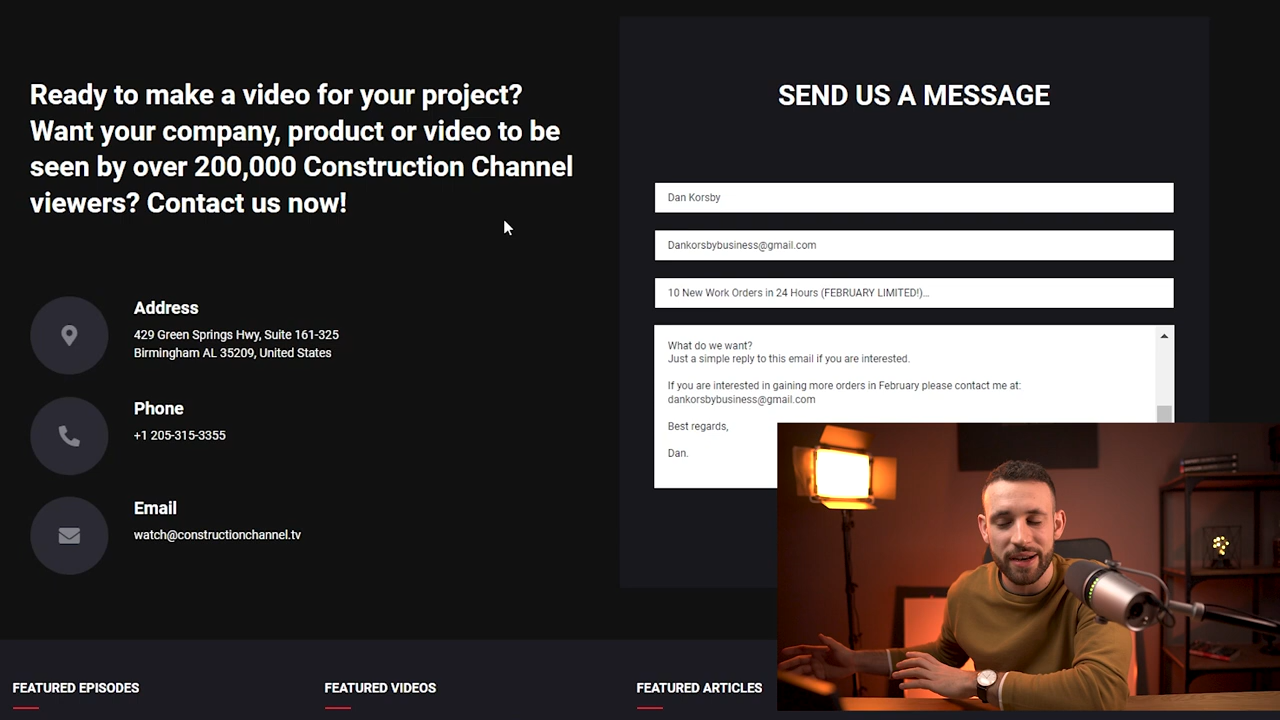 Ready to make a video for your project?
Want your company, product or video to be
seen by over 200,000 Construction Channel
viewers? Contact us now!
Address
429 Green Springs Hwy, Suite 161-325
Birmingham AL 35209, United States
Phone
+1 205-315-3355
Email
watch@constructionchannel.tv
SEND US A MESSAGE
Dan Korsby
Dankorsbybusiness@gmail.com
10 New Work Orders in 24 Hours (FEBRUARY LIMITED!)...
What do we want?
Just a simple reply to this email if you are interested.
If you are interested in gaining more orders in February please contact me at:
dankorsbybusiness@gmail.com
Best regards,
Dan.
FEATURED EPISODES
FEATURED VIDEOS
FEATURED ARTICLES